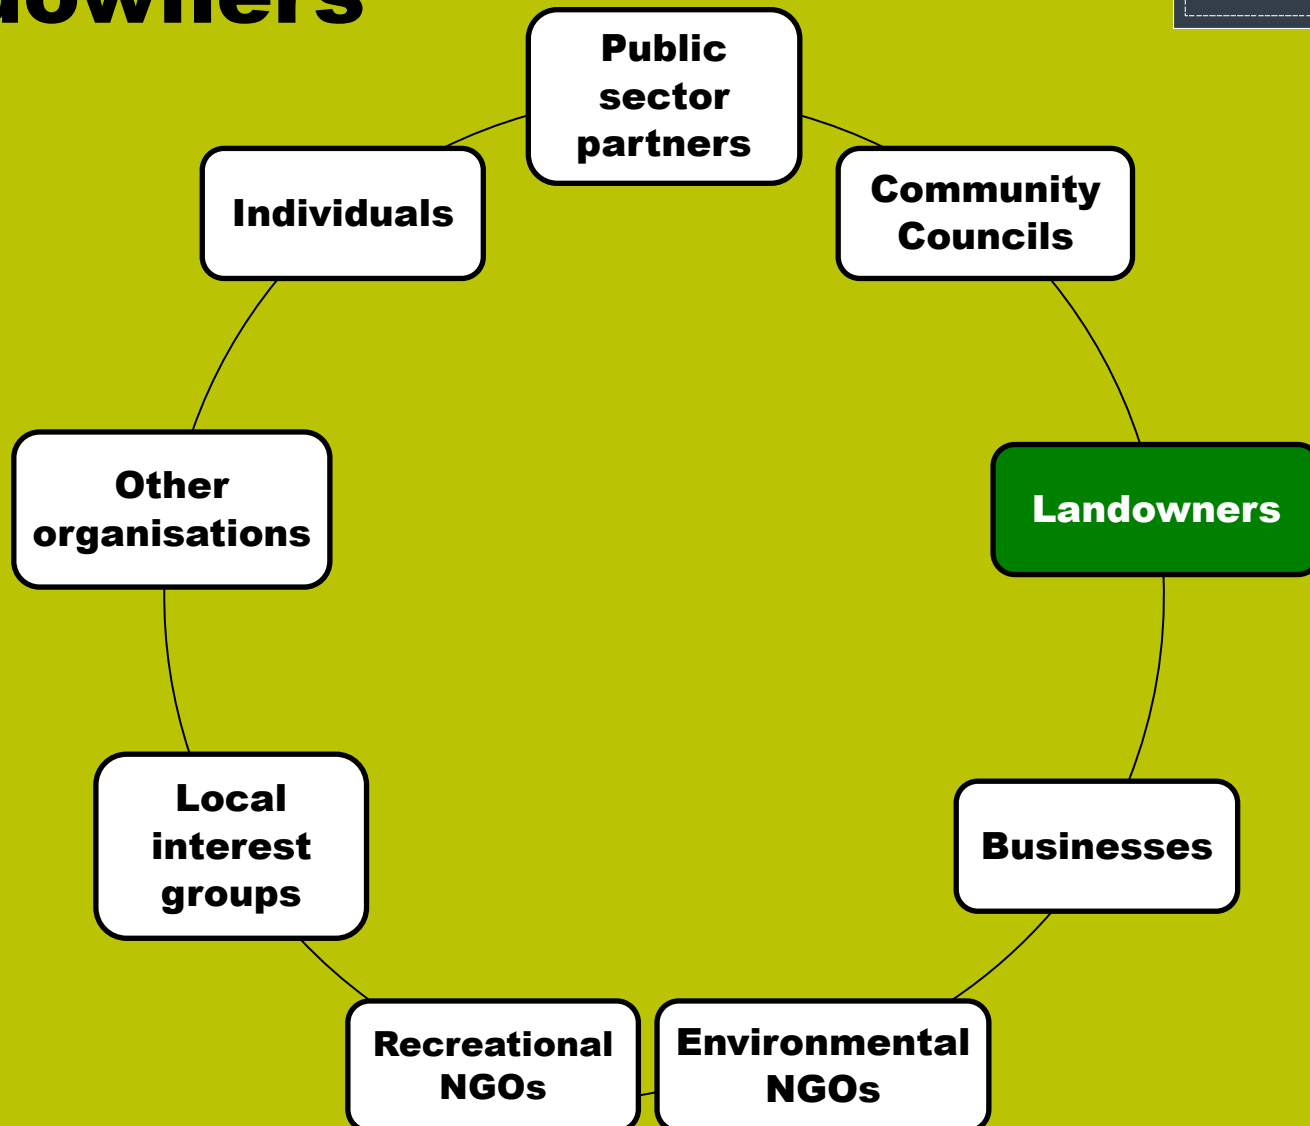 Public
sector
partners
Community
Councils
Landowners
Businesses
Environmental
NGOs
Recreational
NGOs
Local
interest
groups
Other
organisations
Individuals